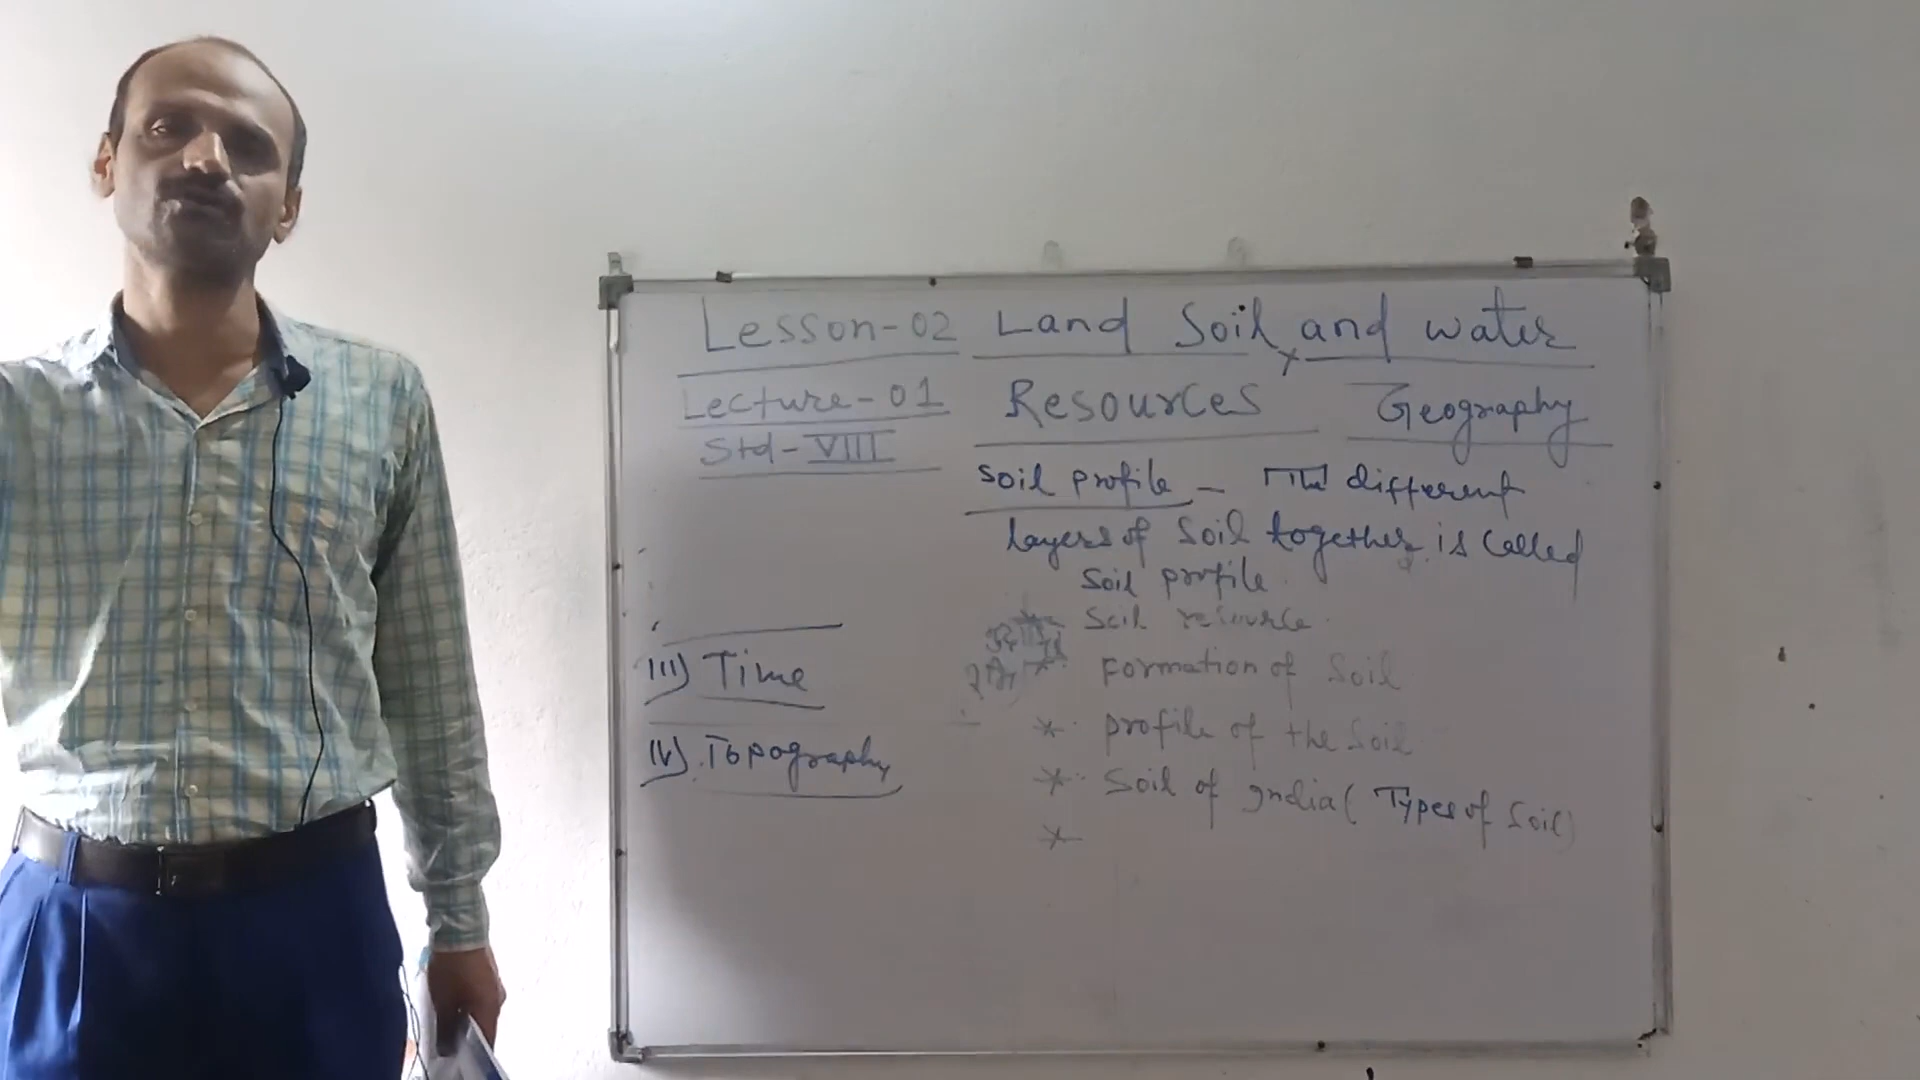 Lesson-02 Land Soil, and water
Lecture-01 Resources Geography
Std-VIII
Soil profile - The different
layers of Soil together is Called
Soil profile.
* Soil resource.
* Formation of Soil
III) Time
* profile of the Soil
IV). Topography
* Soil of India ( Types of Soil)
*